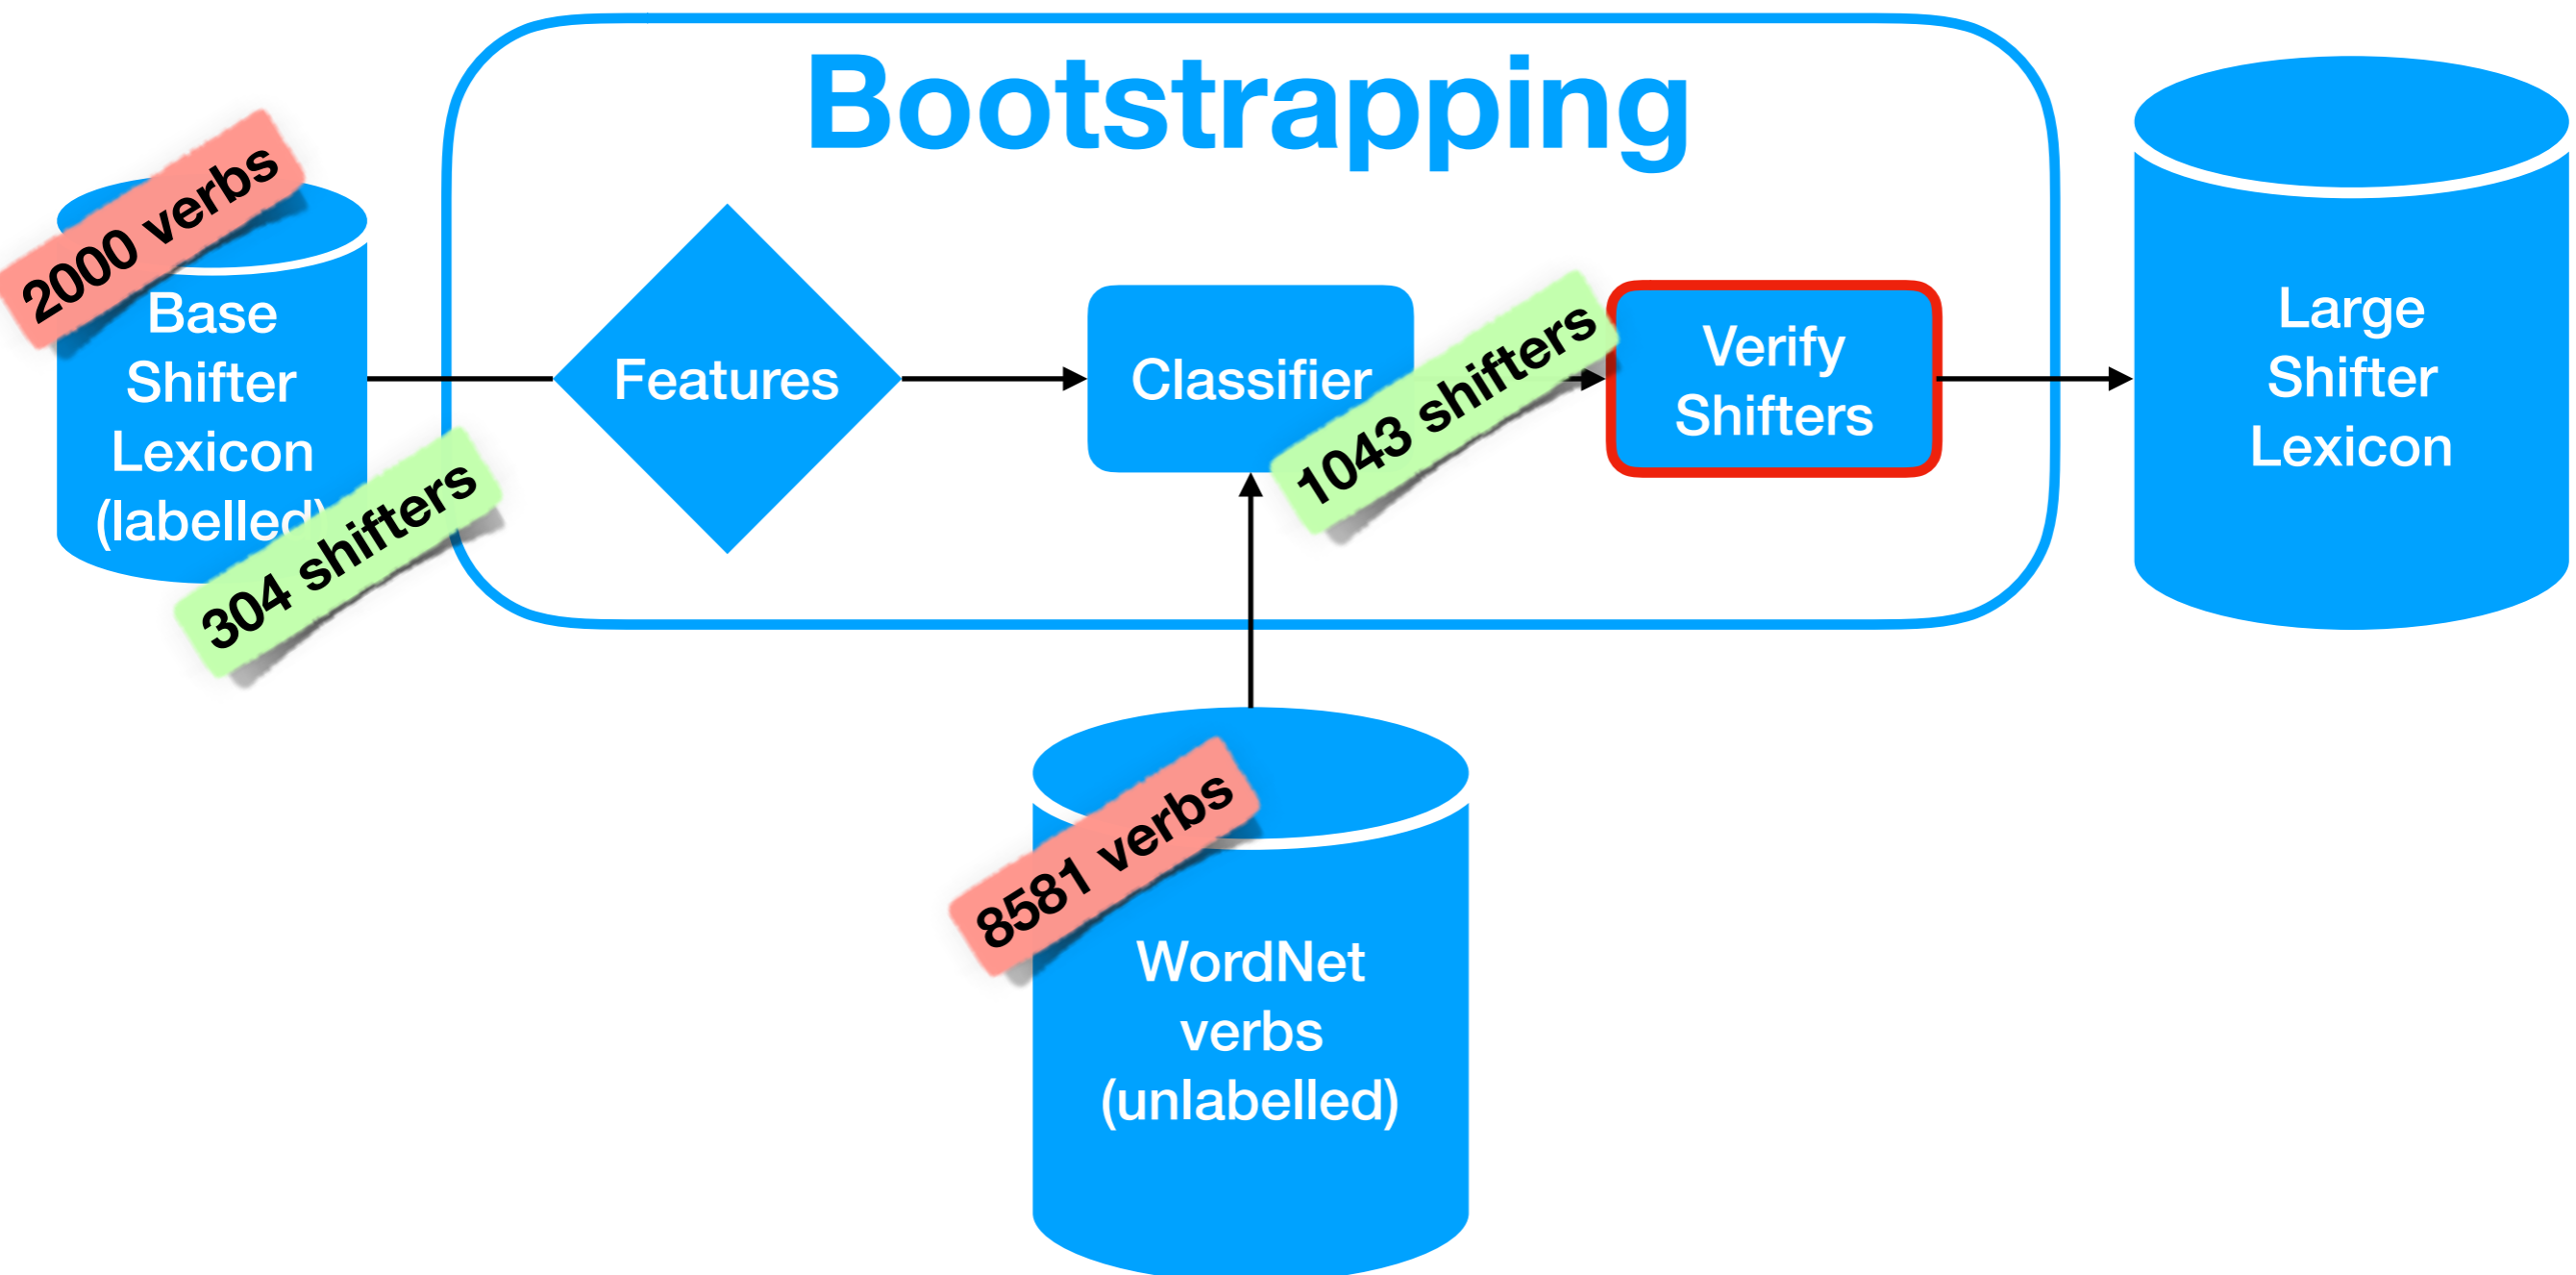 Bootstrapping
2000 verbs
Base
Shifter
Lexicon
(labelled)
304 shifters
Features
Classifier
1043 shifters
Verify
Shifters
Large
Shifter
Lexicon
8581 verbs
WordNet
verbs
(unlabelled)